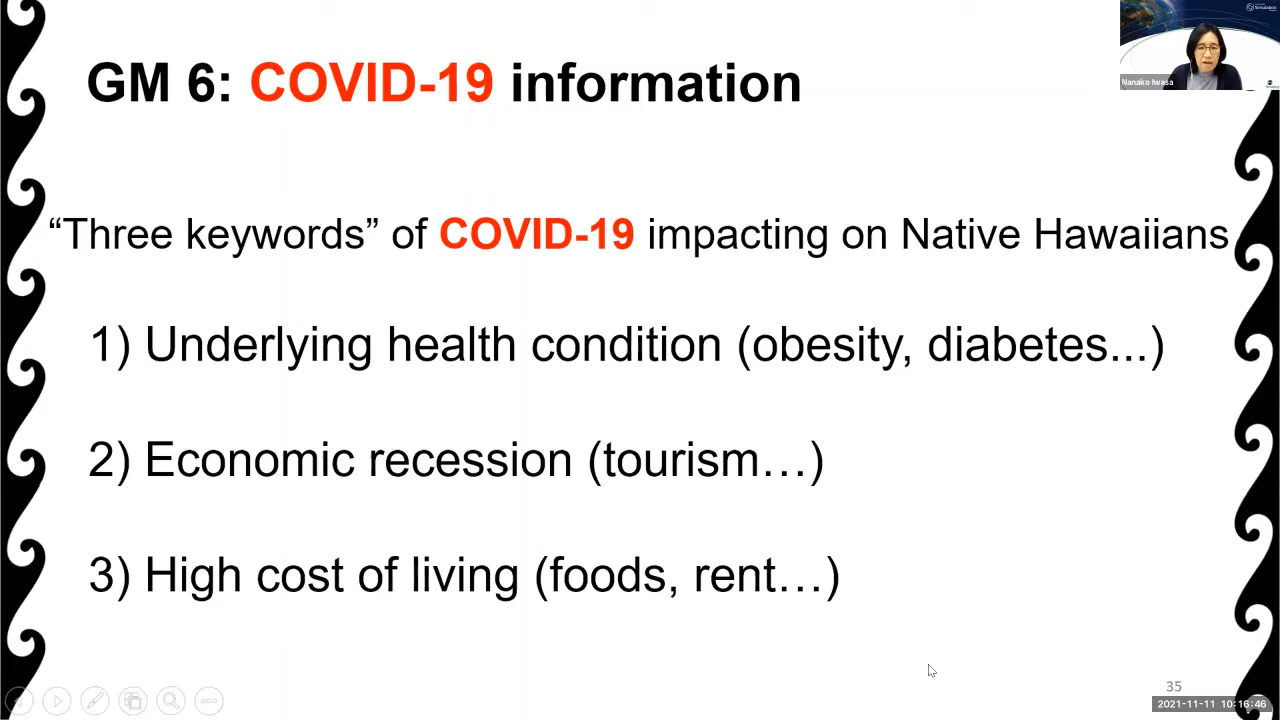 GM 6: COVID-19 information
Simulation
Nanako Iwasa
“Three keywords” of COVID-19 impacting on Native Hawaiians
1) Underlying health condition (obesity, diabetes...)
2) Economic recession (tourism…)
3) High cost of living (foods, rent…)
35
2021-11-11 10:16:46